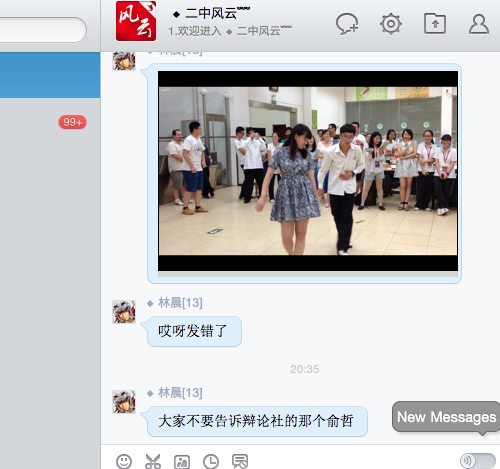 风云
◆ 二中风云
1.欢迎进入 ◆ 二中风云
99+
◆ 林晨[13]
◆ 林晨[13]
哎呀发错了
20:35
◆ 林晨[13]
大家不要告诉辩论社的那个俞哲
New Messages